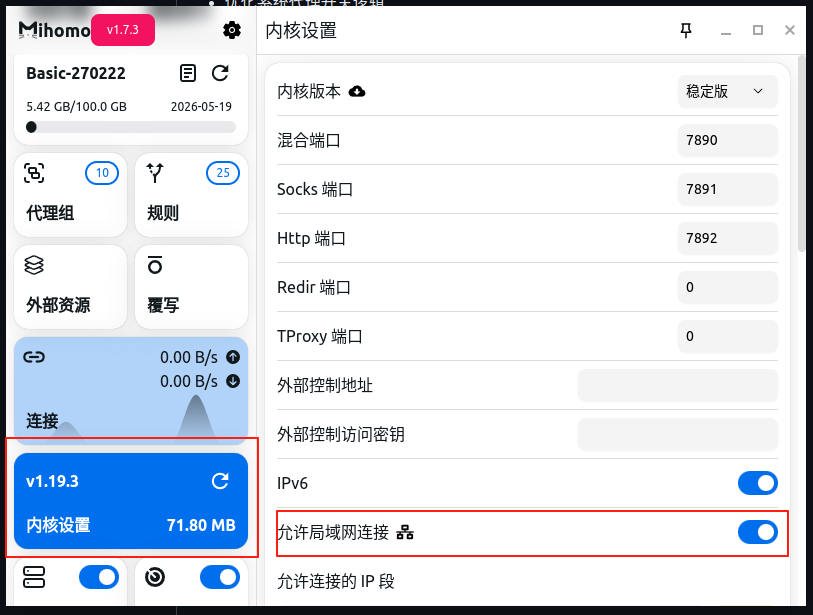 Mihomo
v1.7.3
Basic-270222
5.42 GB/100.0 GB
2026-05-19
10
代理组
25
规则
外部资源
覆写
0.00 B/s
0.00 B/s
连接
v1.19.3
内核设置
71.80 MB
内核设置
内核版本
稳定版
混合端口
7890
Socks 端口
7891
Http 端口
7892
Redir 端口
0
TProxy 端口
0
外部控制地址
外部控制访问密钥
IPv6
允许局域网连接
允许连接的 IP 段